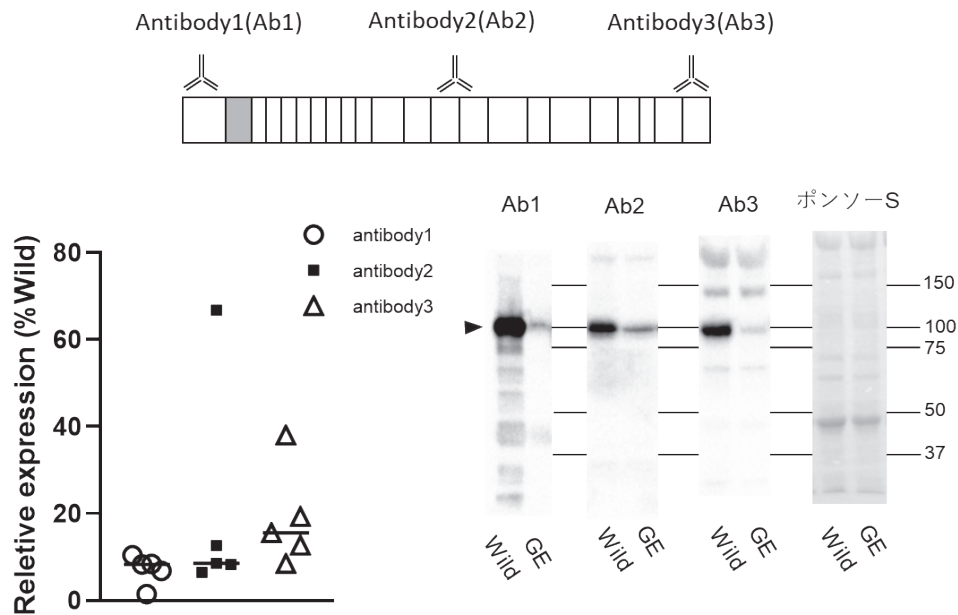 Antibody1(Ab1)
Antibody2(Ab2)
Antibody3(Ab3)
Reletive expression (%Wild)
80
60
40
20
0
antibody1
antibody2
antibody3
Ab1
Ab2
Ab3
ポンソーS
150
100
75
50
37
Wild
GE
Wild
GE
Wild
GE
Wild
GE